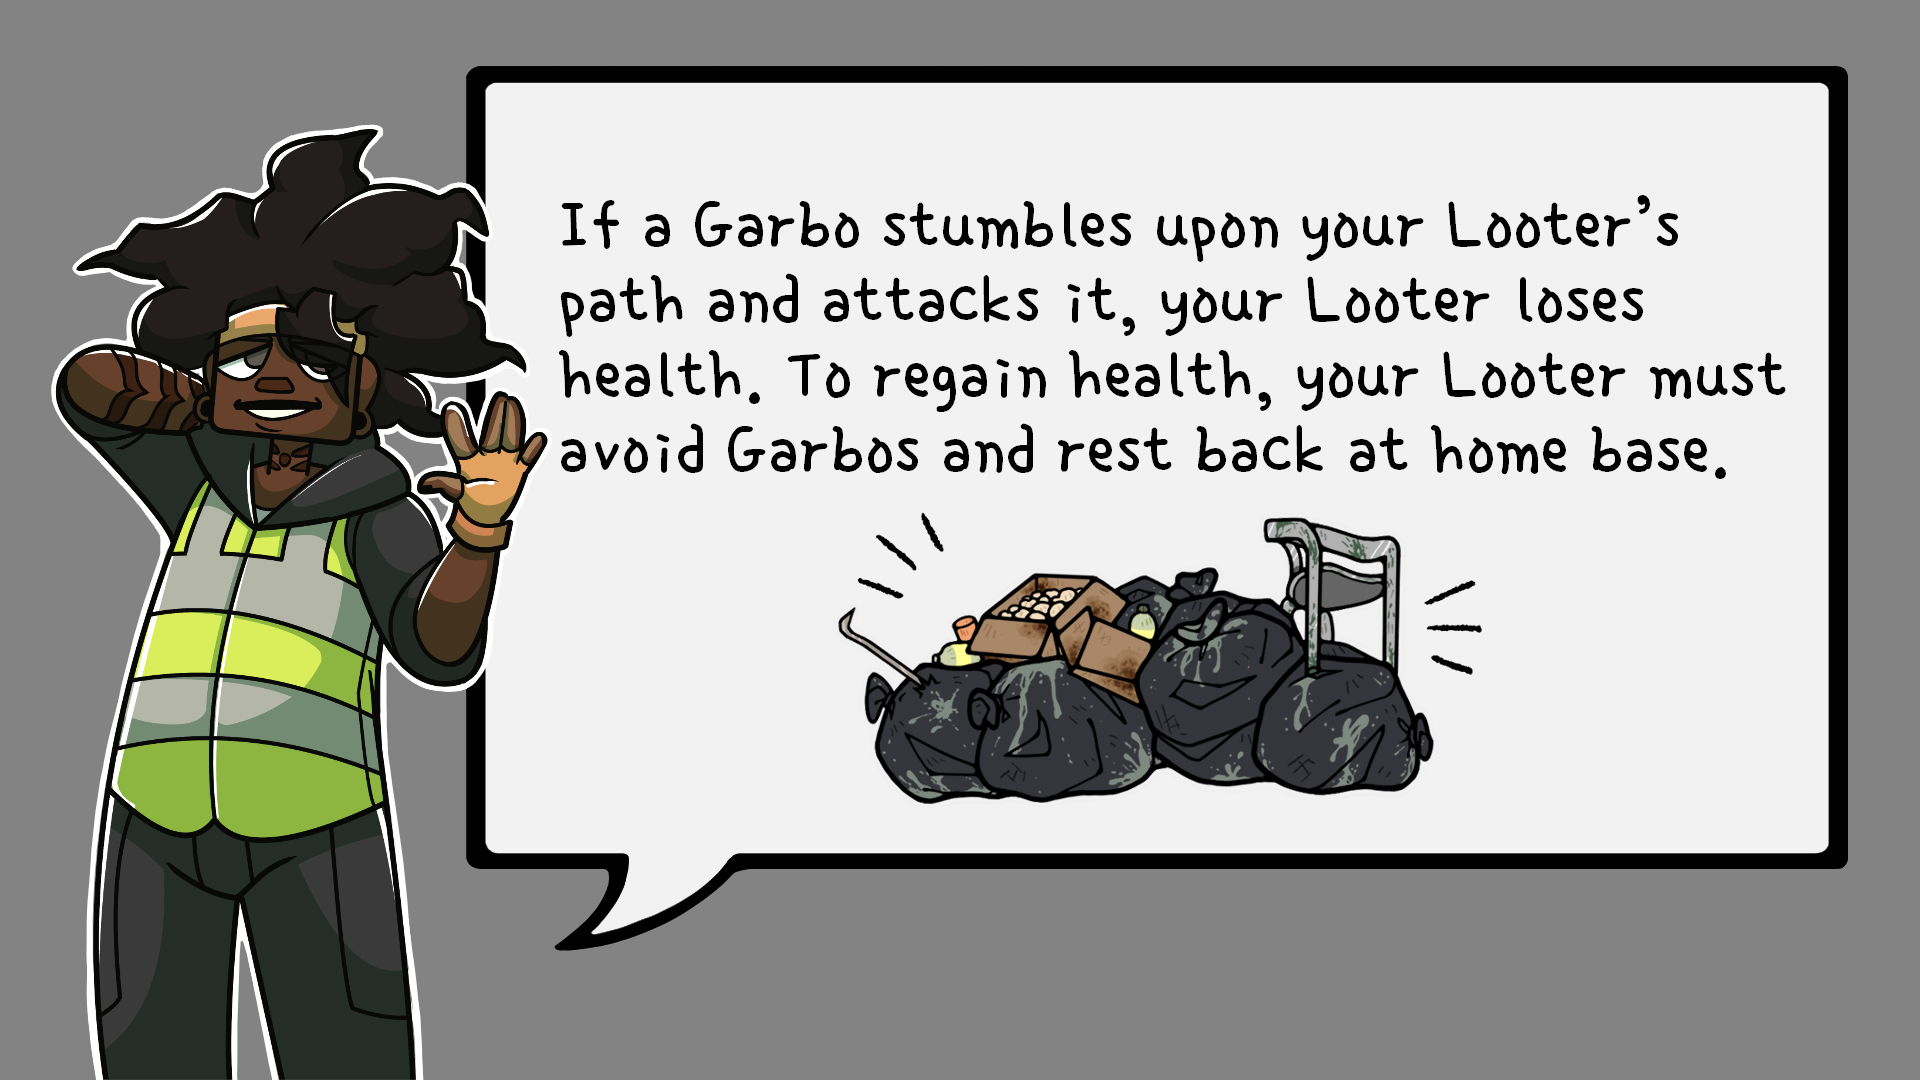 If a Garbo stumbles upon your Looter's
path and attacks it, your Looter loses
health. To regain health, your Looter must
avoid Garbos and rest back at home base.